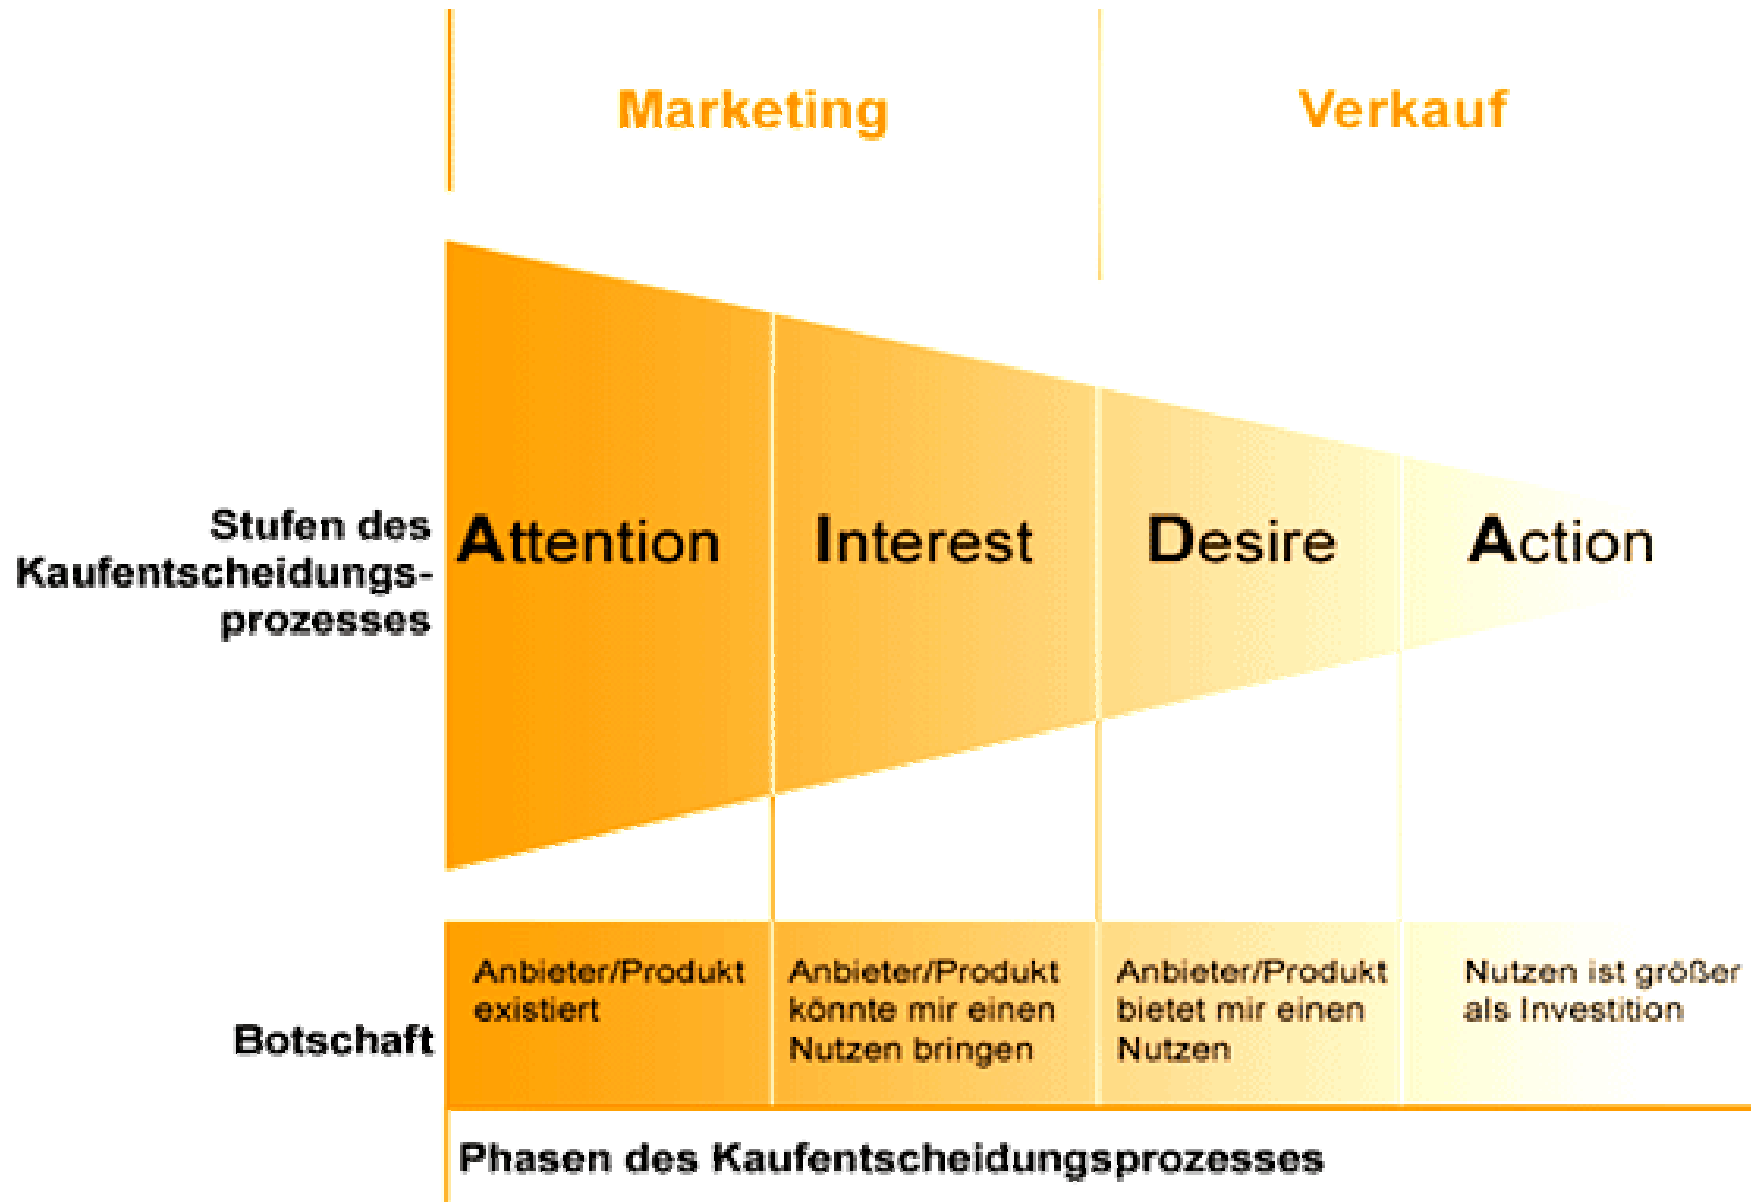 Marketing
Verkauf
Stufen des
Kaufentscheidungs-
prozesses
Attention
Interest
Desire
Action
Botschaft
Anbieter/Produkt
existiert
Anbieter/Produkt
könnte mir einen
Nutzen bringen
Anbieter/Produkt
bietet mir einen
Nutzen
Nutzen ist größer
als Investition
Phasen des Kaufentscheidungsprozesses